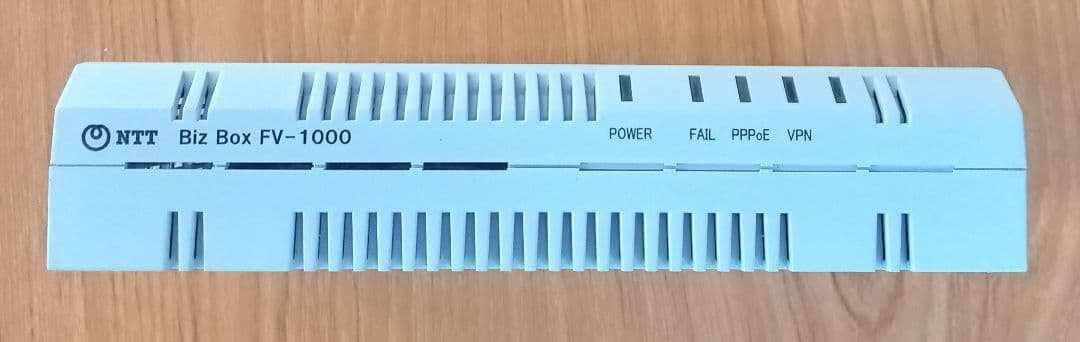 NTT Biz Box FV-1000
POWER FAIL PPPoE VPN